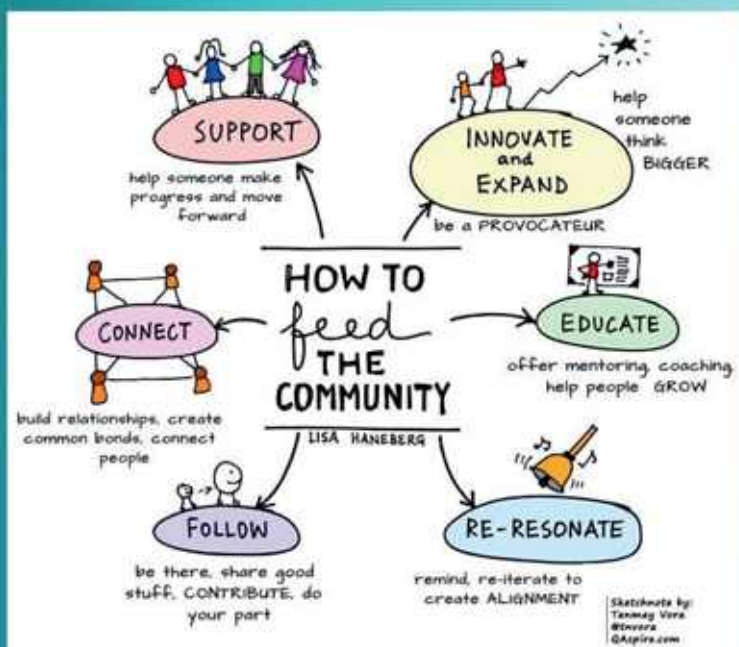 HOW TO
feed
THE
COMMUNITY
LISA HANEBERG
SUPPORT
help someone make
progress and move
forward
INNOVATE
and
EXPAND
help
someone
think
BIGGER
be a PROVOCATEUR
EDUCATE
offer mentoring, coaching,
help people GROW
RE-RESONATE
remind, re-iterate to
create ALIGNMENT
FOLLOW
be there, share good
stuff, CONTRIBUTE, do
your part
CONNECT
build relationships, create
common bonds, connect
people
Sketchnote by:
Tanmay Vora
@tnvora
QAspire.com